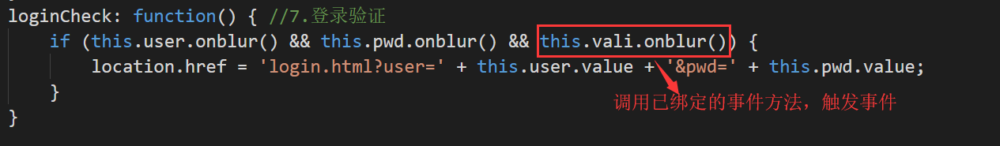 loginCheck: function() { //7.登录验证
if (this.user.onblur() && this.pwd.onblur() && this.vali.onblur()) {
location.href = 'login.html?user=' + this.user.value + '&pwd=' + this.pwd.value;
}
调用已绑定的事件方法，触发事件
}